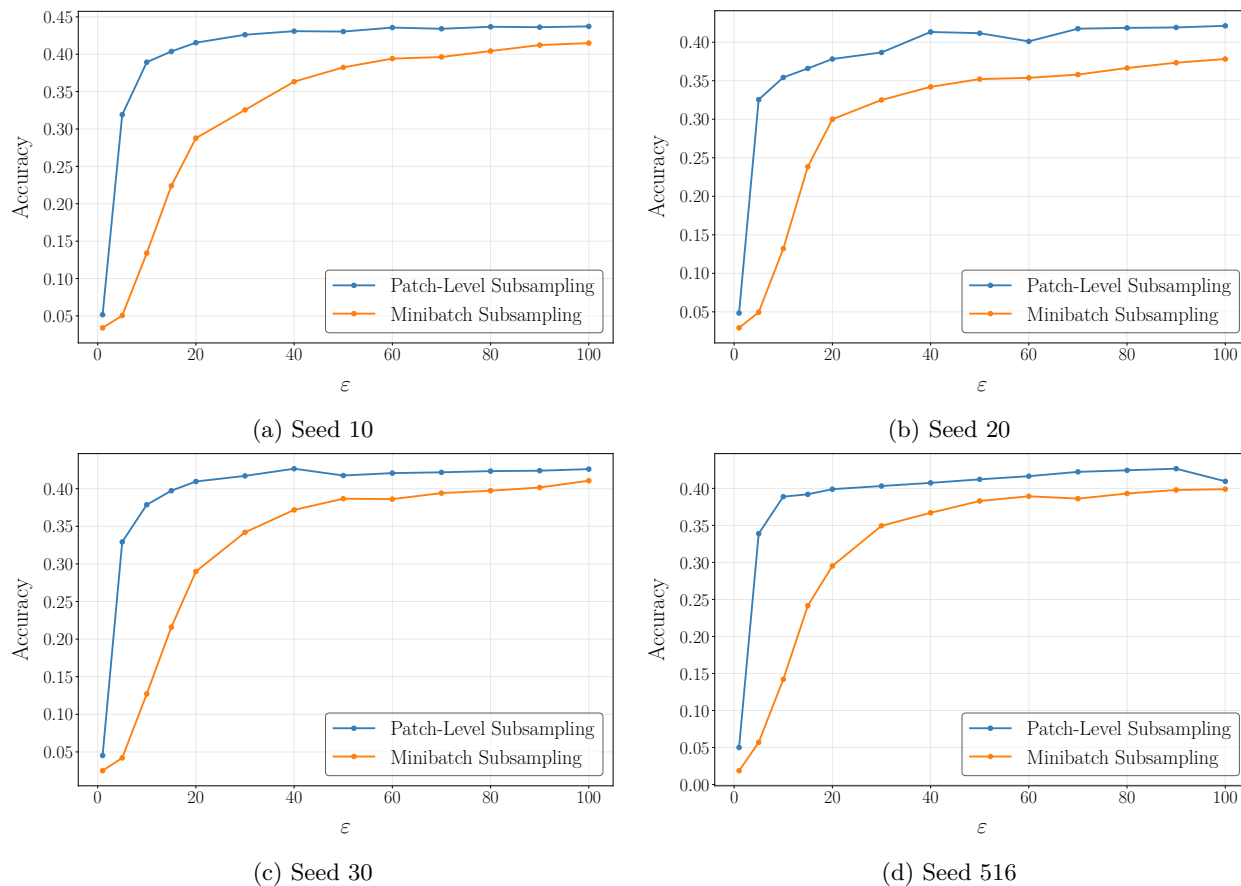 0.45
0.40
0.35
0.30
0.25
0.20
0.15
0.10
0.05
Accuracy
Patch-Level Subsampling
Minibatch Subsampling
0 20 40 60 80 100
ε
(a) Seed 10
0.40
0.35
0.30
0.25
0.20
0.15
0.10
0.05
Accuracy
Patch-Level Subsampling
Minibatch Subsampling
0 20 40 60 80 100
ε
(b) Seed 20
0.40
0.35
0.30
0.25
0.20
0.15
0.10
0.05
Accuracy
Patch-Level Subsampling
Minibatch Subsampling
0 20 40 60 80 100
ε
(c) Seed 30
0.40
0.35
0.30
0.25
0.20
0.15
0.10
0.05
0.00
Accuracy
Patch-Level Subsampling
Minibatch Subsampling
0 20 40 60 80 100
ε
(d) Seed 516